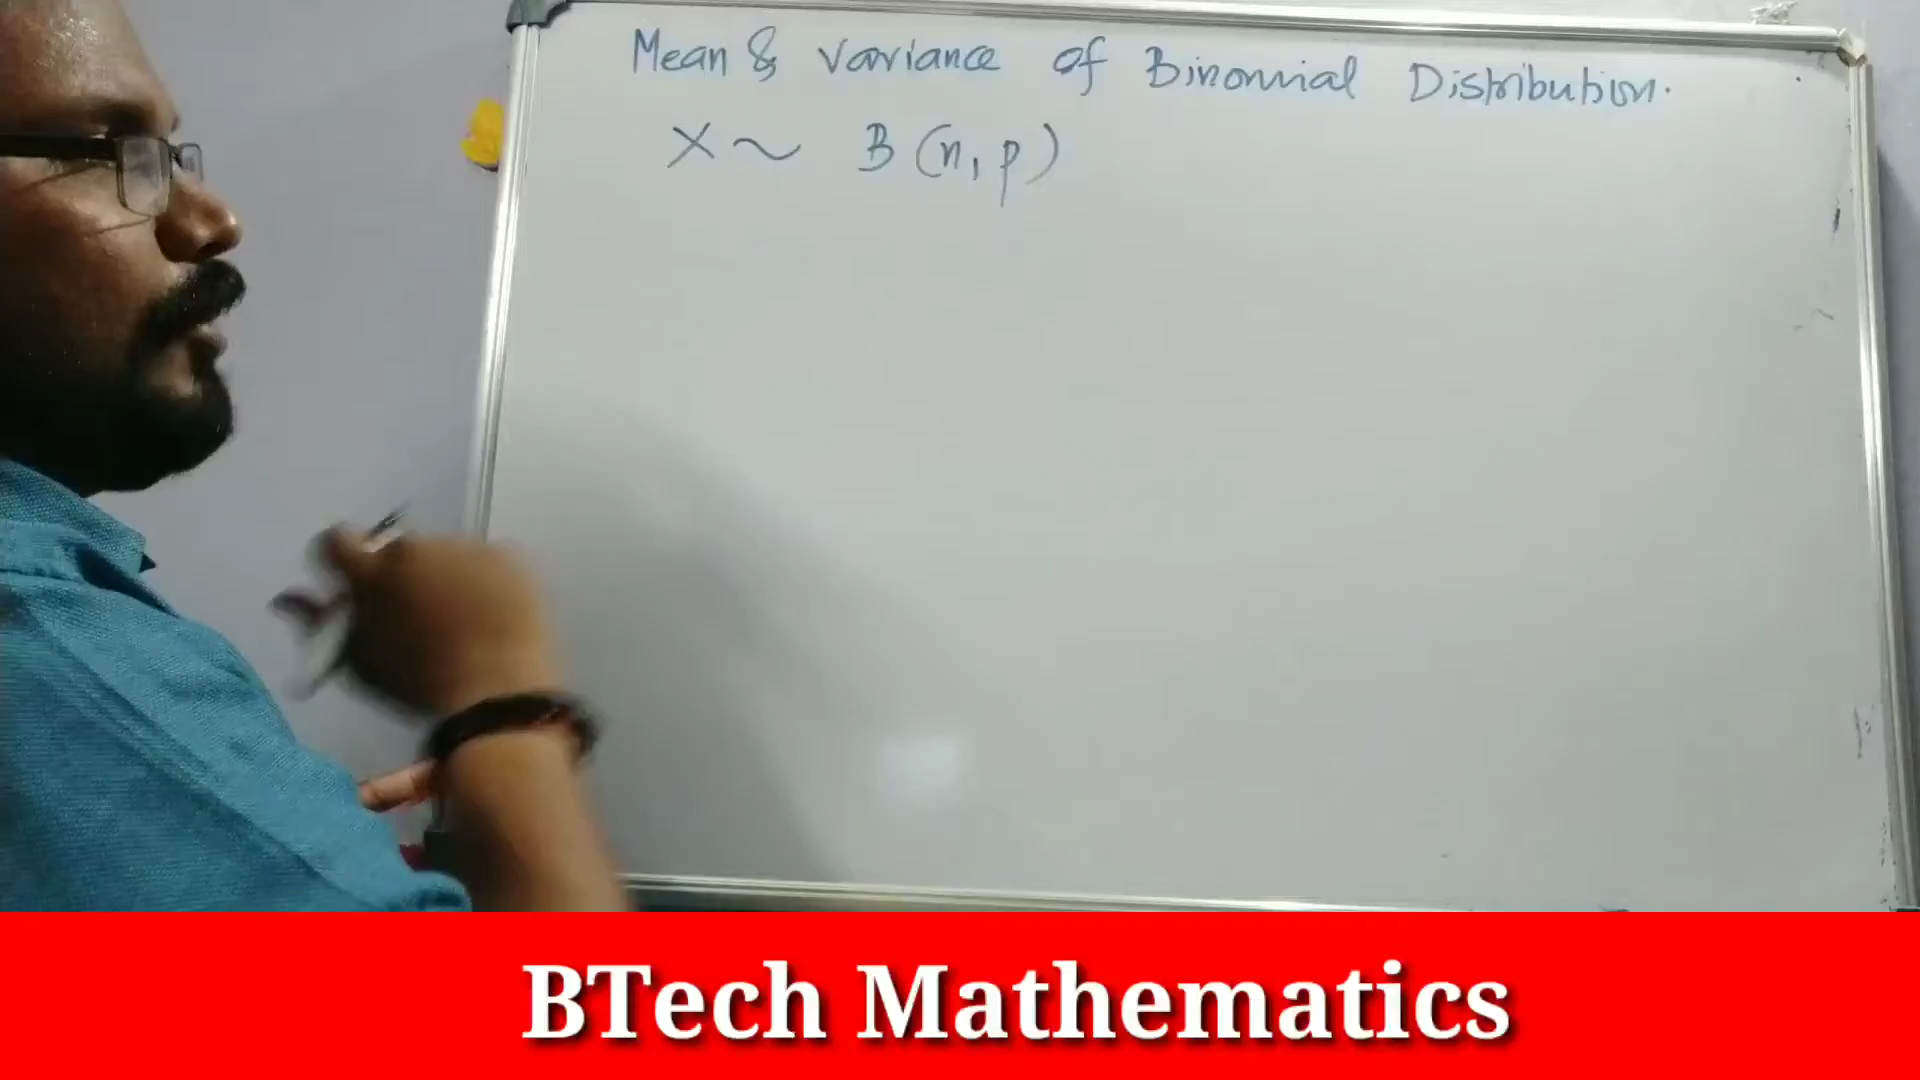 Mean & Variance of Binomial Distribution.
X ~ B (n, p)
BTech Mathematics